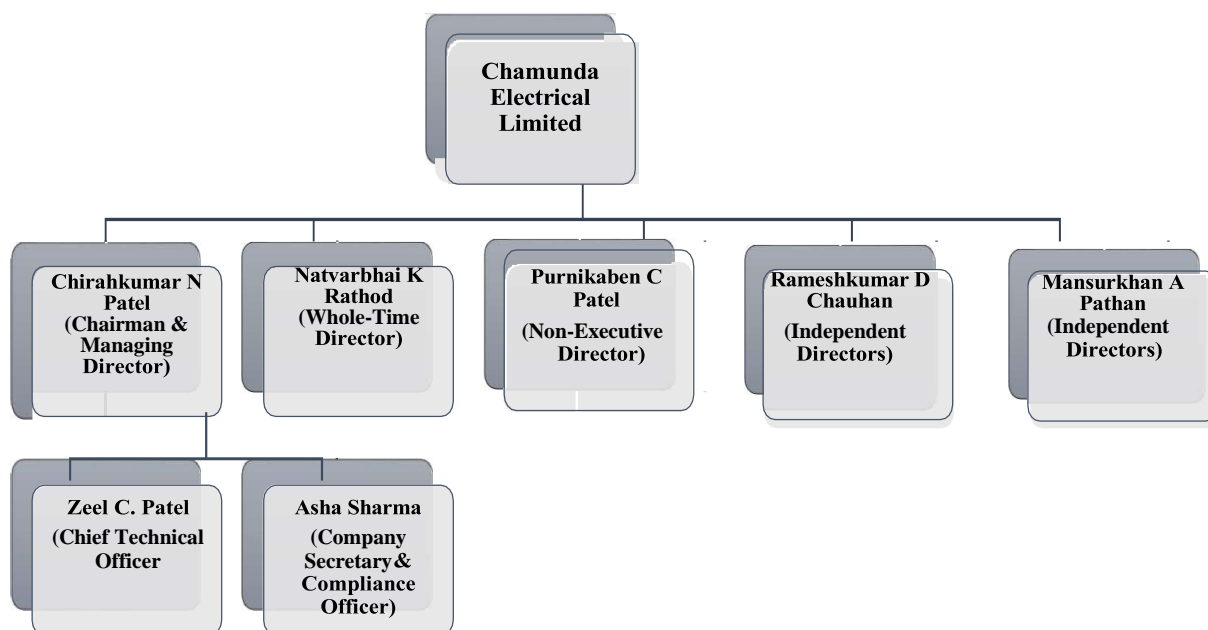 Chamunda
Electrical
Limited
Chirahkumar N
Patel
(Chairman &
Managing
Director)
Natvarbhai K
Rathod
(Whole-Time
Director)
Purnikaben C
Patel
(Non-Executive
Director)
Rameshkumar D
Chauhan
(Independent
Directors)
Mansurkhan A
Pathan
(Independent
Directors)
Zeel C. Patel
(Chief Technical
Officer
Asha Sharma
(Company
Secretary&
Compliance
Officer)